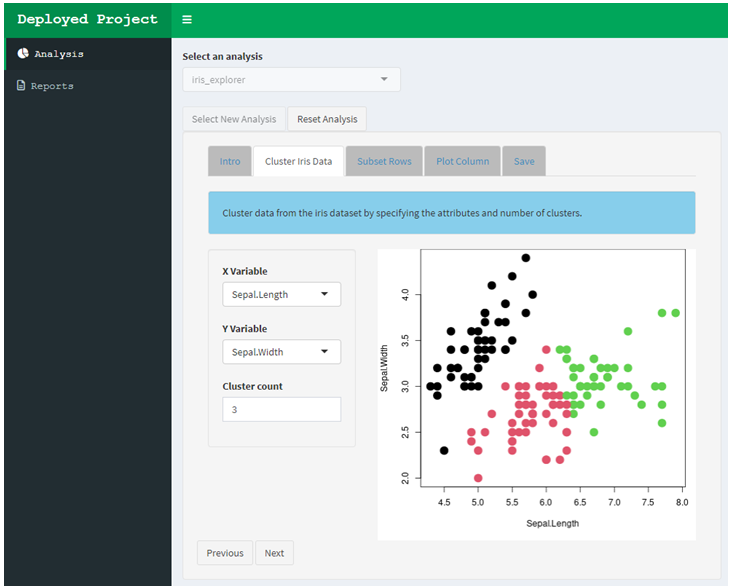 Deployed Project
Analysis
Reports
Select an analysis
iris_explorer
Select New Analysis Reset Analysis
Intro Cluster Iris Data Subset Rows Plot Column Save
Cluster data from the iris dataset by specifying the attributes and number of clusters.
X Variable
Sepal.Length
Y Variable
Sepal.Width
Cluster count
3
Sepal.Width
4.0
3.5
3.0
2.5
2.0
4.5 5.0 5.5 6.0 6.5 7.0 7.5 8.0
Sepal.Length
Previous Next